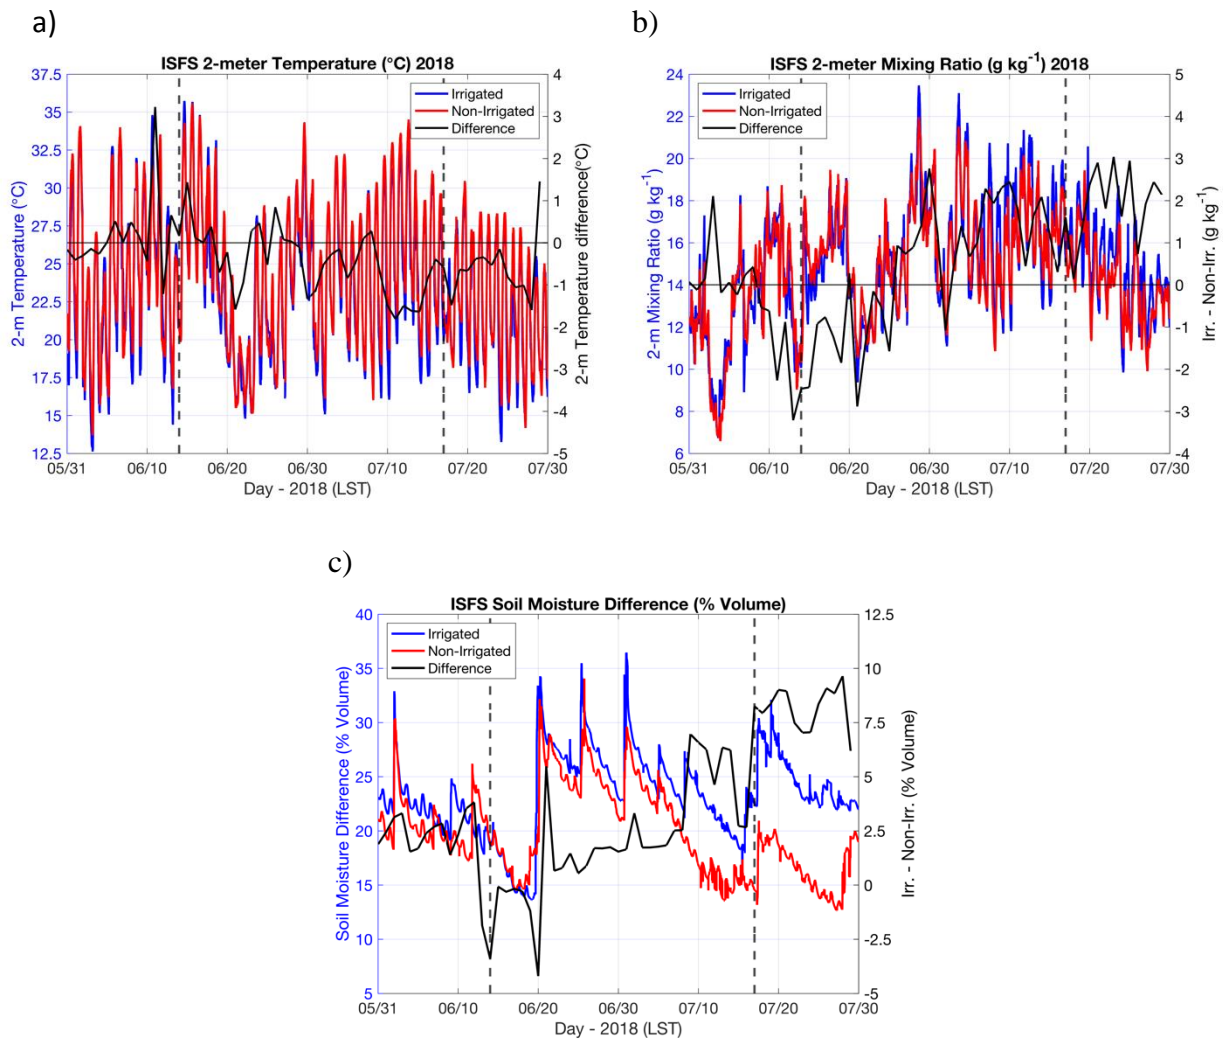 a)
ISFS 2-meter Temperature (°C) 2018
37.5
35
32.5
30
27.5
25
22.5
20
17.5
15
12.5
4
3
2
1
0
-1
-2
-3
-4
-5
Irrigated
Non-Irrigated
Difference
2-m Temperature (°C)
2-m Temperature difference(°C)
05/31 06/10 06/20 06/30 07/10 07/20 07/30
Day - 2018 (LST)
b)
ISFS 2-meter Mixing Ratio (g kg⁻¹) 2018
24
22
20
18
16
14
12
10
8
6
5
4
3
2
1
0
-1
-2
-3
-4
Irrigated
Non-Irrigated
Difference
2-m Mixing Ratio (g kg⁻¹)
Irr. - Non-Irr. (g kg⁻¹)
05/31 06/10 06/20 06/30 07/10 07/20 07/30
Day - 2018 (LST)
c)
ISFS Soil Moisture Difference (% Volume)
40
35
30
25
20
15
10
5
12.5
10
7.5
5
2.5
0
-2.5
-5
Irrigated
Non-Irrigated
Difference
Soil Moisture Difference (% Volume)
Irr. - Non-Irr. (% Volume)
05/31 06/10 06/20 06/30 07/10 07/20 07/30
Day - 2018 (LST)